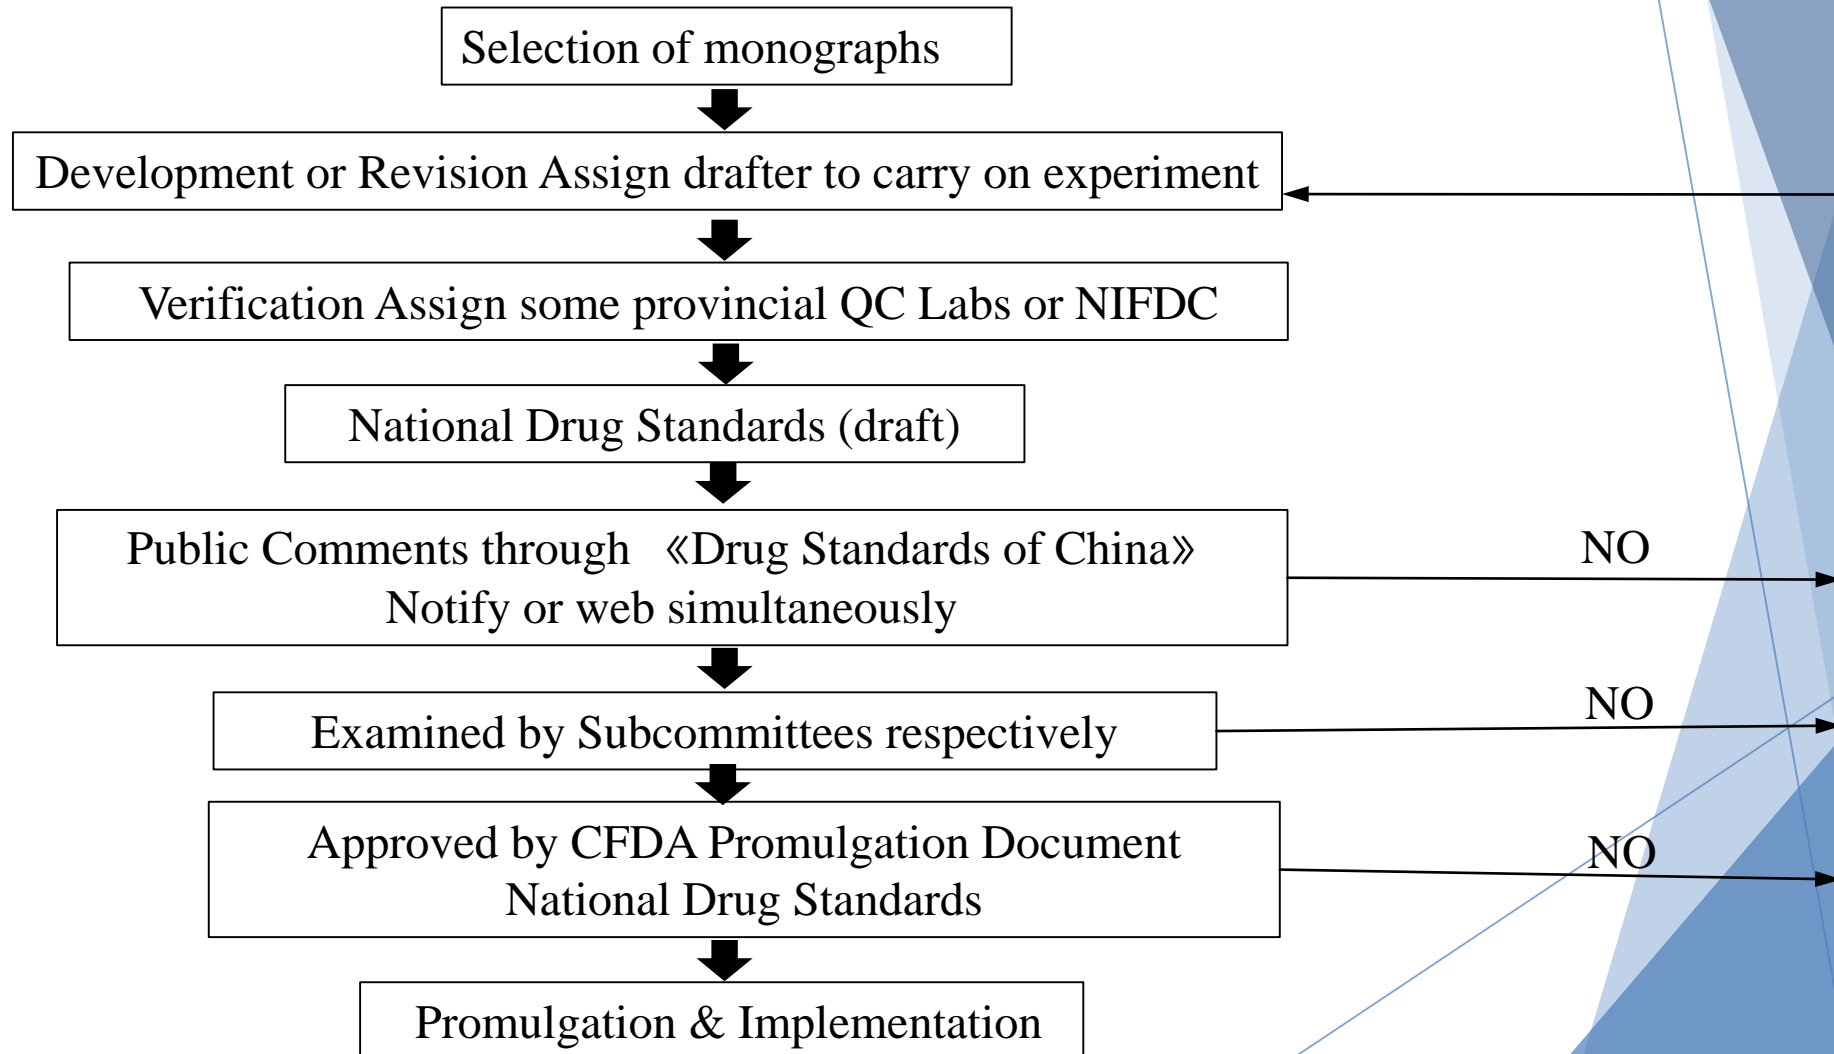 Selection of monographs
Development or Revision Assign drafter to carry on experiment
Verification Assign some provincial QC Labs or NIFDC
National Drug Standards (draft)
Public Comments through 《Drug Standards of China》
Notify or web simultaneously
NO
Examined by Subcommittees respectively
NO
Approved by CFDA Promulgation Document
National Drug Standards
NO
Promulgation & Implementation